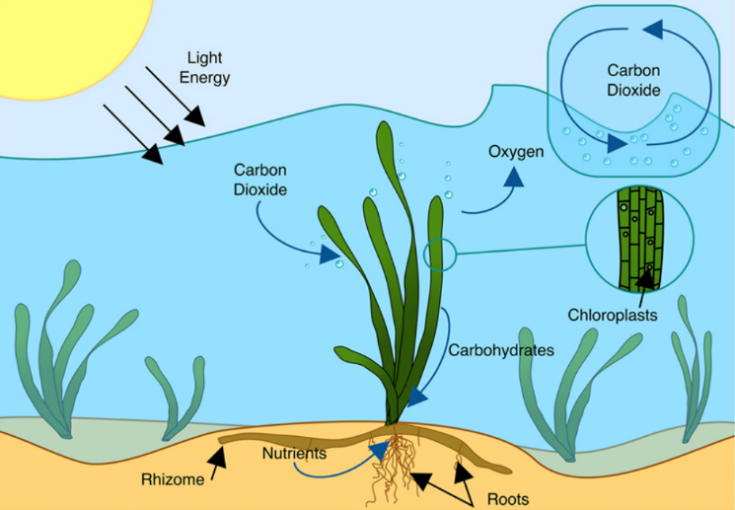 Light
Energy
Carbon
Dioxide
Oxygen
Carbon
Dioxide
Chloroplasts
Carbohydrates
Nutrients
Rhizome
Roots